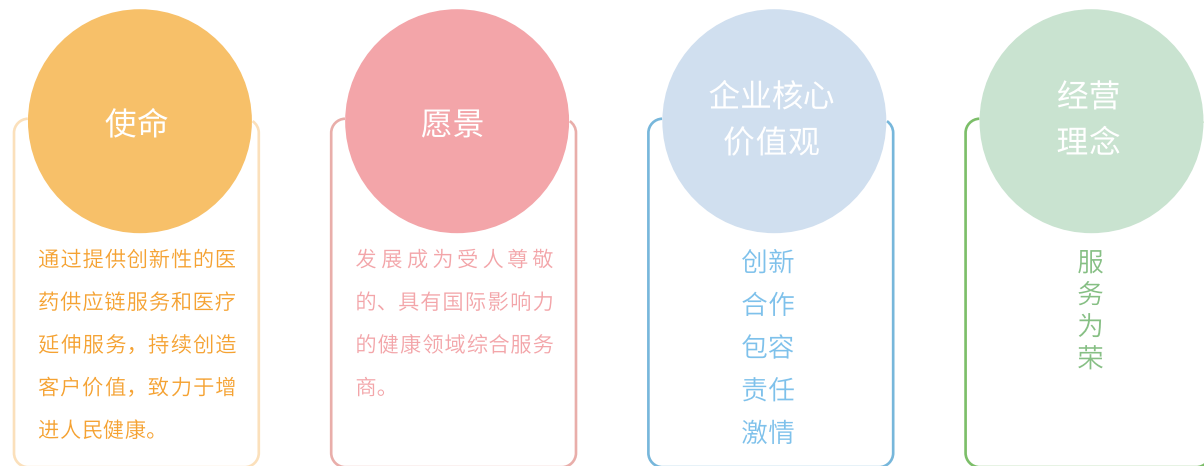 使命
通过提供创新性的医
药供应链服务和医疗
延伸服务，持续创造
客户价值，致力于增
进人民健康。
愿景
发展成为受人尊敬
的、具有国际影响力
的健康领域综合服务
商。
企业核心
价值观
创新
合作
包容
责任
激情
经营
理念
服
务
为
荣